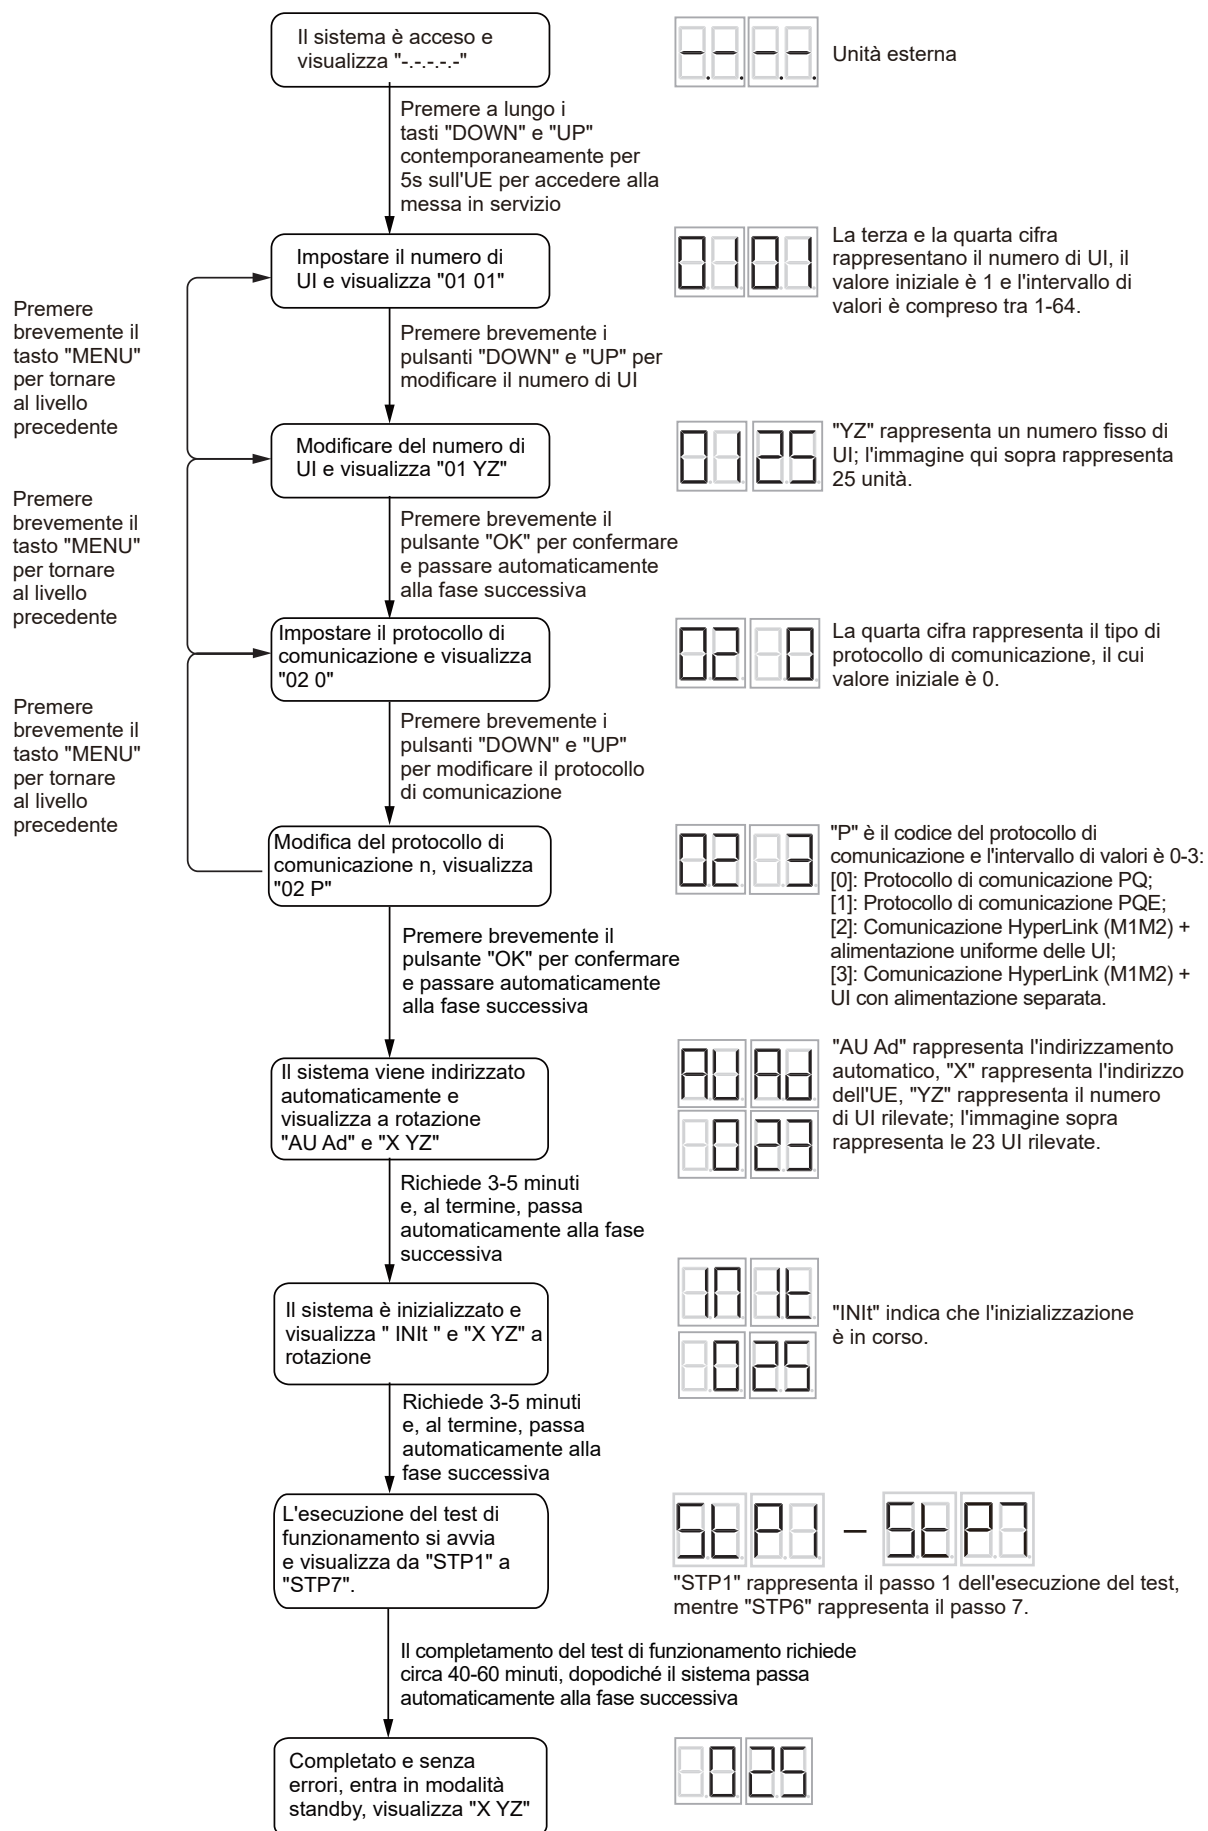 Il sistema è acceso e
visualizza "-.-.-.-.-"
-.-.-.-.
Unità esterna
Premere a lungo i
tasti "DOWN" e "UP"
contemporaneamente per
5s sull'UE per accedere alla
messa in servizio
Impostare il numero di
UI e visualizza "01 01"
0101
La terza e la quarta cifra
rappresentano il numero di UI, il
valore iniziale è 1 e l'intervallo di
valori è compreso tra 1-64.
Premere
brevemente il
tasto "MENU"
per tornare
al livello
precedente
Premere brevemente i
pulsanti "DOWN" e "UP" per
modificare il numero di UI
Modificare del numero di
UI e visualizza "01 YZ"
0125
"YZ" rappresenta un numero fisso di
UI; l'immagine qui sopra rappresenta
25 unità.
Premere
brevemente il
tasto "MENU"
per tornare
al livello
precedente
Premere brevemente il
pulsante "OK" per confermare
e passare automaticamente
alla fase successiva
Impostare il protocollo di
comunicazione e visualizza
"02 0"
02 0
La quarta cifra rappresenta il tipo di
protocollo di comunicazione, il cui
valore iniziale è 0.
Premere
brevemente il
tasto "MENU"
per tornare
al livello
precedente
Premere brevemente i
pulsanti "DOWN" e "UP"
per modificare il protocollo
di comunicazione
Modifica del protocollo di
comunicazione n, visualizza
"02 P"
02 3
"P" è il codice del protocollo di
comunicazione e l'intervallo di valori è 0-3:
[0]: Protocollo di comunicazione PQ;
[1]: Protocollo di comunicazione PQE;
[2]: Comunicazione HyperLink (M1M2) +
alimentazione uniforme delle UI;
[3]: Comunicazione HyperLink (M1M2) +
UI con alimentazione separata.
Premere brevemente il
pulsante "OK" per confermare
e passare automaticamente
alla fase successiva
Il sistema viene indirizzato
automaticamente e
visualizza a rotazione
"AU Ad" e "X YZ"
AU Ad
023
"AU Ad" rappresenta l'indirizzamento
automatico, "X" rappresenta l'indirizzo
dell'UE, "YZ" rappresenta il numero
di UI rilevate; l'immagine sopra
rappresenta le 23 UI rilevate.
Richiede 3-5 minuti
e, al termine, passa
automaticamente alla fase
successiva
Il sistema è inizializzato e
visualizza " INIt " e "X YZ" a
rotazione
INIt
025
"INIt" indica che l'inizializzazione
è in corso.
Richiede 3-5 minuti
e, al termine, passa
automaticamente alla
fase successiva
L'esecuzione del test di
funzionamento si avvia
e visualizza da "STP1" a
"STP7".
StP1 – StP7
"STP1" rappresenta il passo 1 dell'esecuzione del test,
mentre "STP6" rappresenta il passo 7.
Il completamento del test di funzionamento richiede
circa 40-60 minuti, dopodiché il sistema passa
automaticamente alla fase successiva
Completato e senza
errori, entra in modalità
standby, visualizza "X YZ"
025